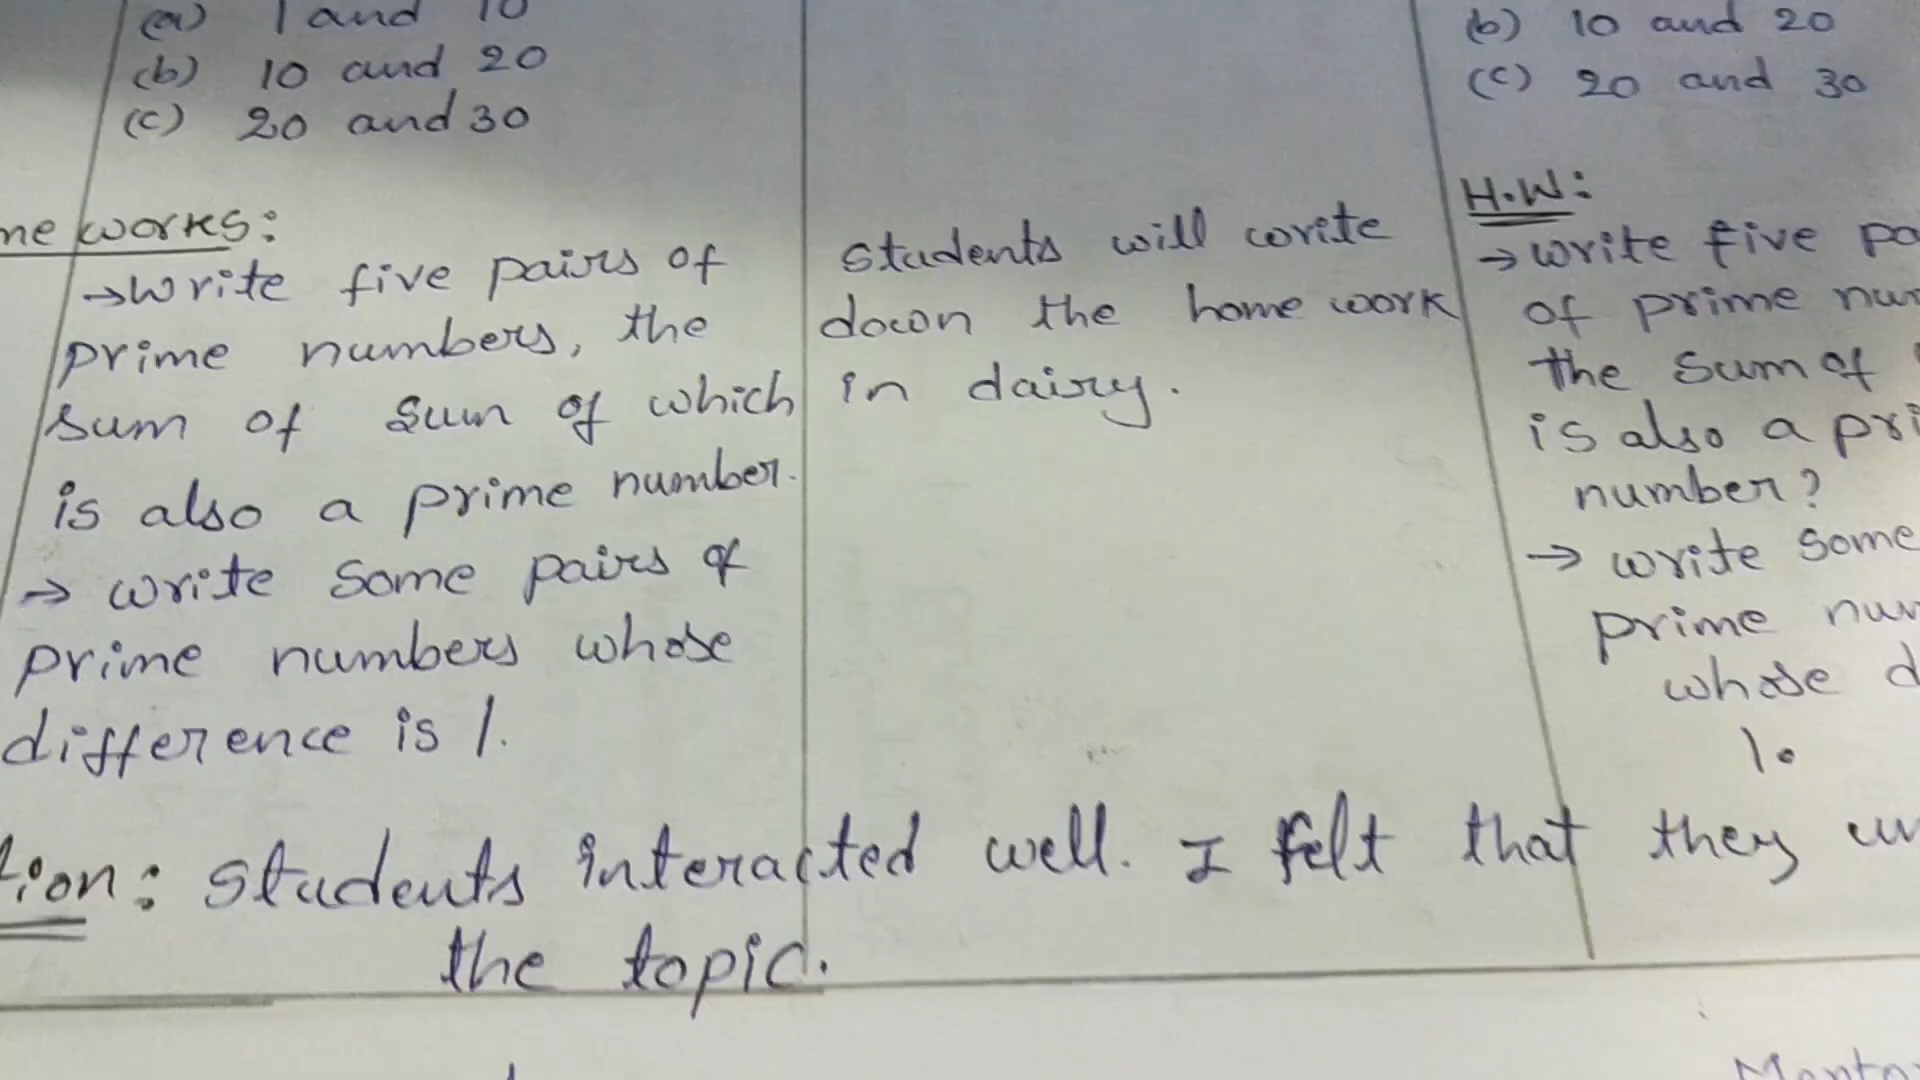 (a) 1 and 10
(b) 10 and 20
(c) 20 and 30
me works:
→ Write five pairs of
prime numbers, the
sum of sum of which
is also a prime number.
→ write some pairs of
prime numbers whose
difference is 1.
students will write
down the home work
in dairy.
(b) 10 and 20
(c) 20 and 30
H.W:
→ write five pa
of prime num
the sum of
is also a pri
number?
→ write some
prime num
whose d
1.
tion: students interacted well. I felt that they un
the topic.